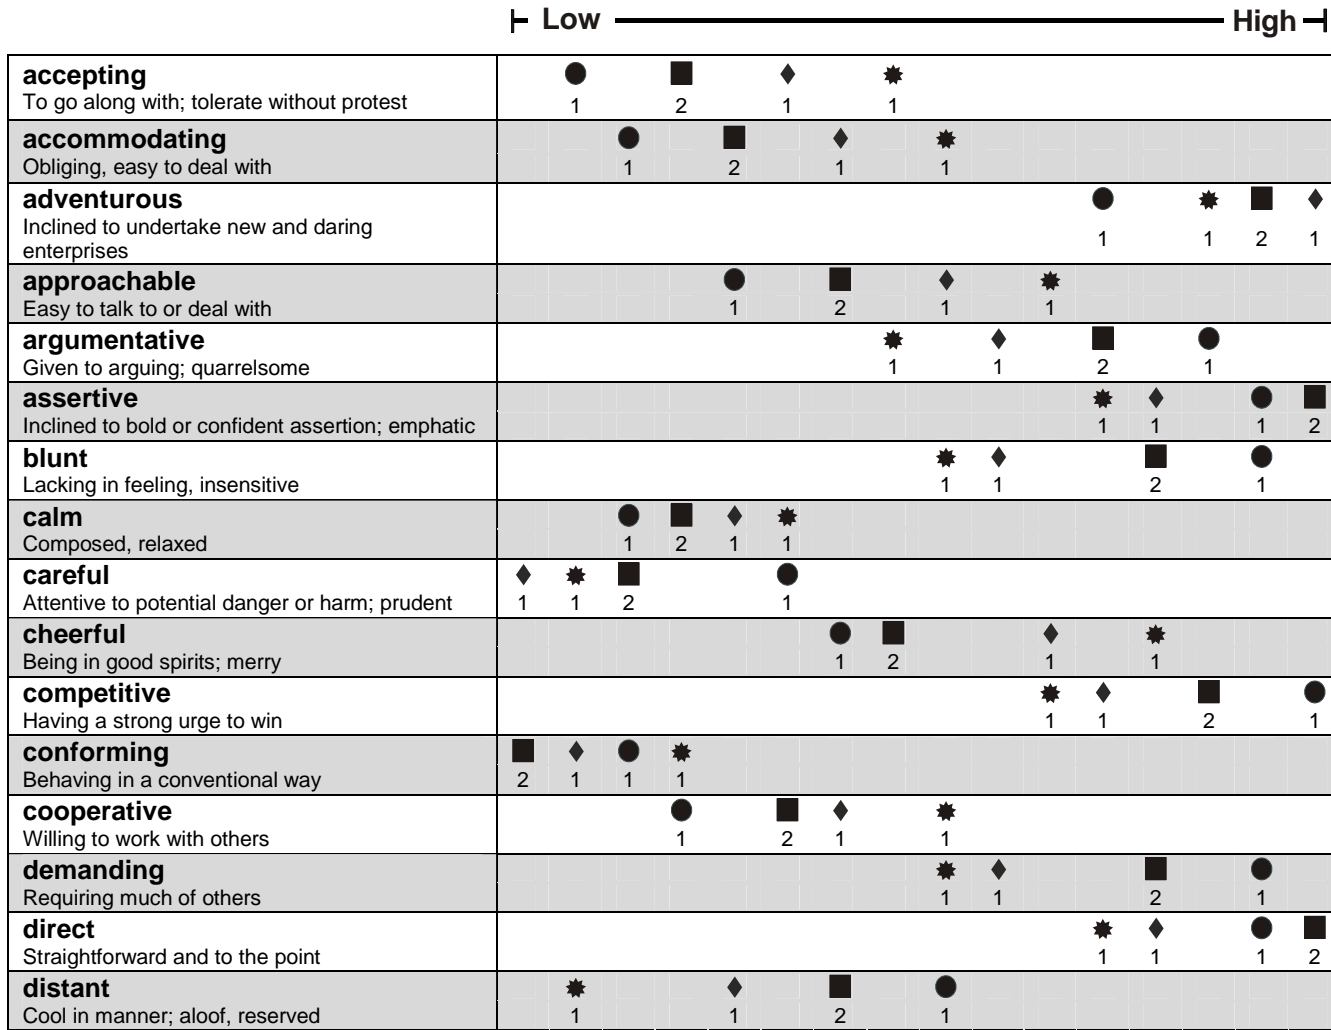 Low High
accepting
To go along with; tolerate without protest
1 2 1 1
accommodating
Obliging, easy to deal with
1 2 1 1
adventurous
Inclined to undertake new and daring
enterprises
1 1 2 1
approachable
Easy to talk to or deal with
1 2 1 1
argumentative
Given to arguing; quarrelsome
1 1 2 1
assertive
Inclined to bold or confident assertion; emphatic
1 1 1 2
blunt
Lacking in feeling, insensitive
1 1 2 1
calm
Composed, relaxed
1 2 1 1
careful
Attentive to potential danger or harm; prudent
1 1 2 1
cheerful
Being in good spirits; merry
1 2 1 1
competitive
Having a strong urge to win
1 1 2 1
conforming
Behaving in a conventional way
2 1 1 1
cooperative
Willing to work with others
1 2 1 1
demanding
Requiring much of others
1 1 2 1
direct
Straightforward and to the point
1 1 1 2
distant
Cool in manner; aloof, reserved
1 1 2 1